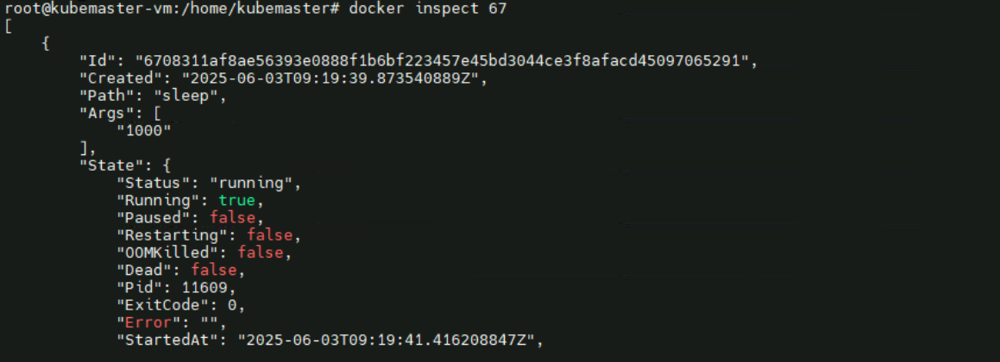 root@kubemaster-vm:/home/kubemaster# docker inspect 67
[
    {
        "Id": "6708311af8ae56393e0888f1b6bf223457e45bd3044ce3f8afacd45097065291",
        "Created": "2025-06-03T09:19:39.873540889Z",
        "Path": "sleep",
        "Args": [
            "1000"
        ],
        "State": {
            "Status": "running",
            "Running": true,
            "Paused": false,
            "Restarting": false,
            "OOMKilled": false,
            "Dead": false,
            "Pid": 11609,
            "ExitCode": 0,
            "Error": "",
            "StartedAt": "2025-06-03T09:19:41.416208847Z",